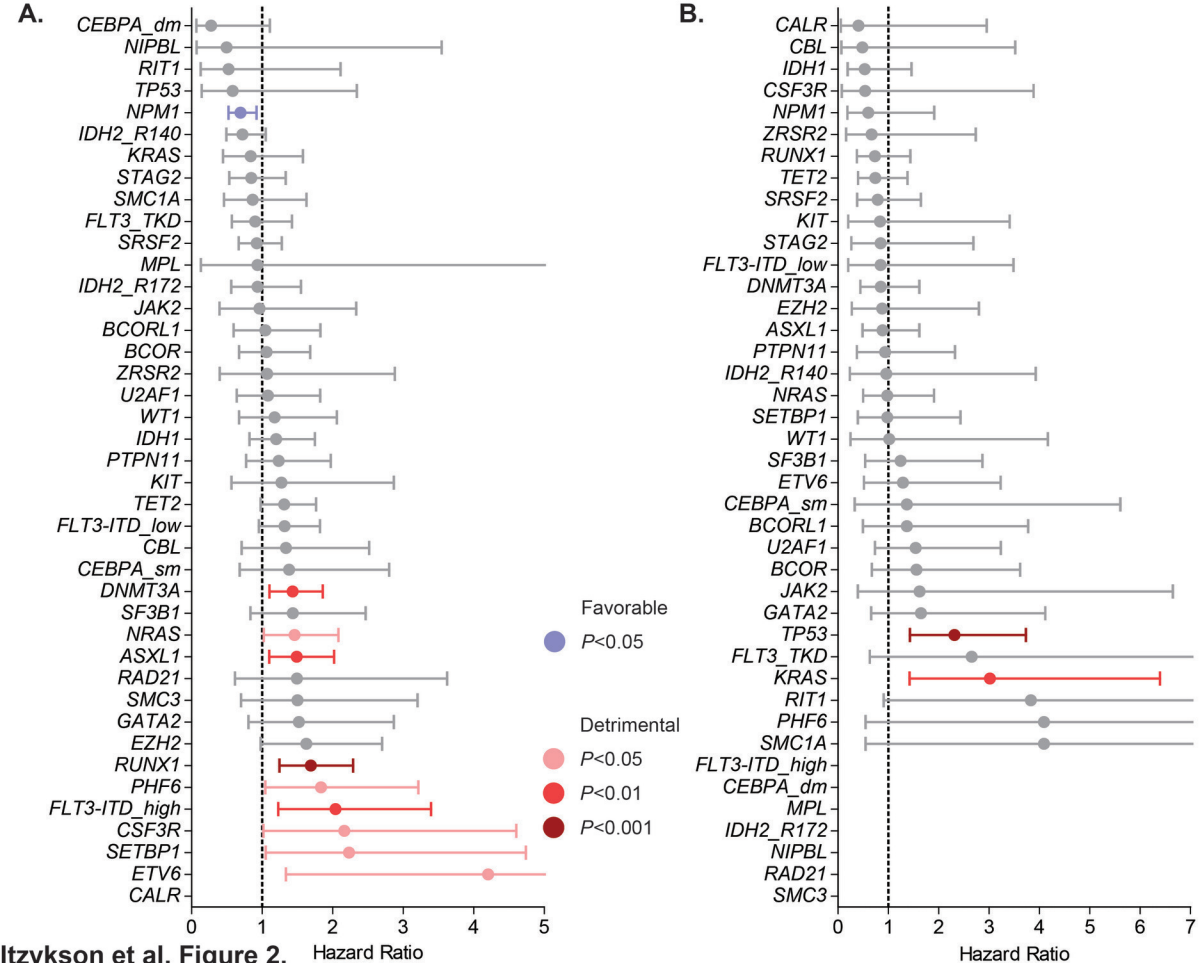 A.
CEBPA_dm
NIPBL
RIT1
TP53
NPM1
IDH2_R140
KRAS
STAG2
SMC1A
FLT3_TKD
SRSF2
MPL
IDH2_R172
JAK2
BCORL1
BCOR
ZRSR2
U2AF1
WT1
IDH1
PTPN11
KIT
TET2
FLT3-ITD_low
CBL
CEBPA_sm
DNMT3A
SF3B1
NRAS
ASXL1
RAD21
SMC3
GATA2
EZH2
RUNX1
PHF6
FLT3-ITD_high
CSF3R
SETBP1
ETV6
CALR
0 1 2 3 4 5
Hazard Ratio
Favorable
P<0.05
Detrimental
P<0.05
P<0.01
P<0.001
B.
CALR
CBL
IDH1
CSF3R
NPM1
ZRSR2
RUNX1
TET2
SRSF2
KIT
STAG2
FLT3-ITD_low
DNMT3A
EZH2
ASXL1
PTPN11
IDH2_R140
NRAS
SETBP1
WT1
SF3B1
ETV6
CEBPA_sm
BCORL1
U2AF1
BCOR
JAK2
GATA2
TP53
FLT3_TKD
KRAS
RIT1
PHF6
SMC1A
FLT3-ITD_high
CEBPA_dm
MPL
IDH2_R172
NIPBL
RAD21
SMC3
0 1 2 3 4 5 6 7
Hazard Ratio
Itzykson et al. Figure 2.